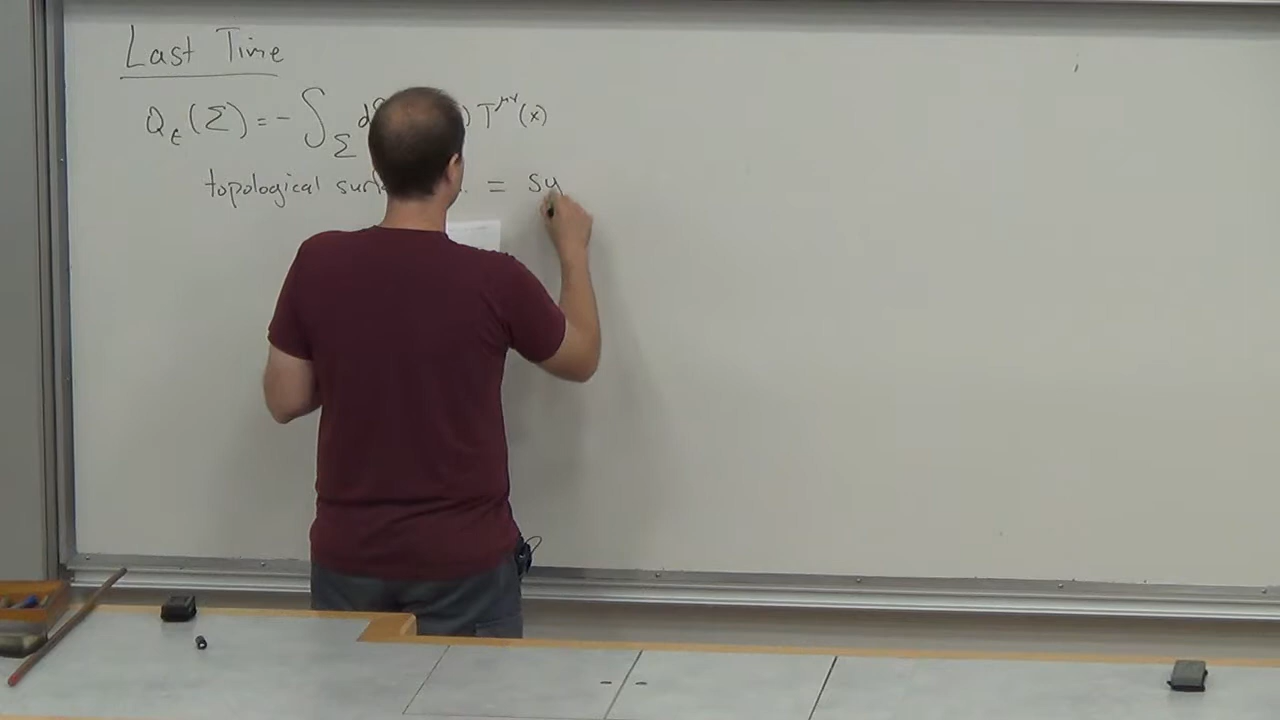 Last Time
Q_ε(Σ) = - ∫_Σ d ) T^{μν}(x)
topological = sy